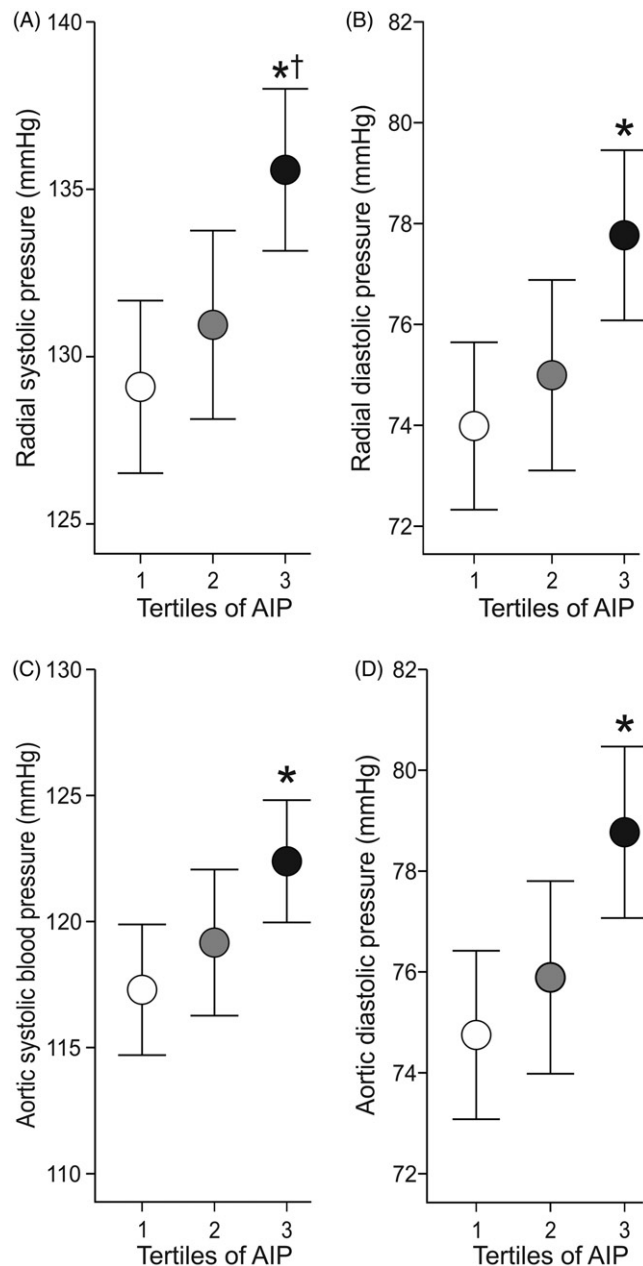 (A)
Radial systolic pressure (mmHg)
140
135
130
125
*†
1 2 3
Tertiles of AIP
(B)
Radial diastolic pressure (mmHg)
82
80
78
76
74
72
*
1 2 3
Tertiles of AIP
(C)
Aortic systolic blood pressure (mmHg)
130
125
120
115
110
*
1 2 3
Tertiles of AIP
(D)
Aortic diastolic pressure (mmHg)
82
80
78
76
74
72
*
1 2 3
Tertiles of AIP